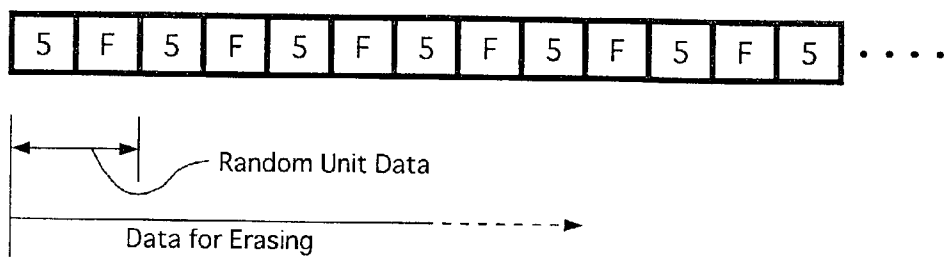 5 F 5 F 5 F 5 F 5 F 5 F 5 ....
Random Unit Data
Data for Erasing